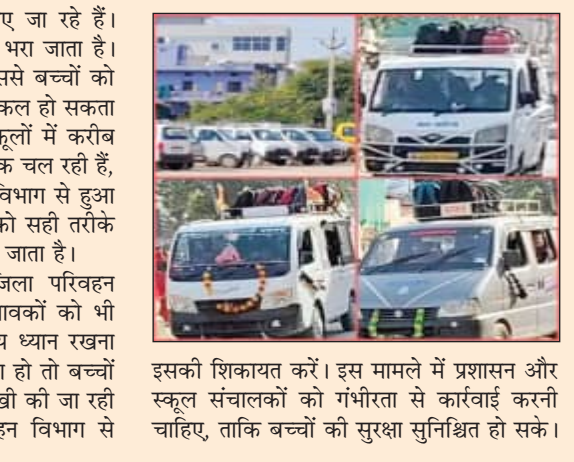 ए जा रहे हैं।
भरा जाता है।
ससे बच्चों को
कल हो सकता
कूलों में करीब
क चल रही हैं,
विभाग से हुआ
को सही तरीके
जाता है।
जिला परिवहन
भावकों को भी
य ध्यान रखना
ा हो तो बच्चों
खी की जा रही
हन विभाग से
इसकी शिकायत करें। इस मामले में प्रशासन और
स्कूल संचालकों को गंभीरता से कार्रवाई करनी
चाहिए, ताकि बच्चों की सुरक्षा सुनिश्चित हो सके।